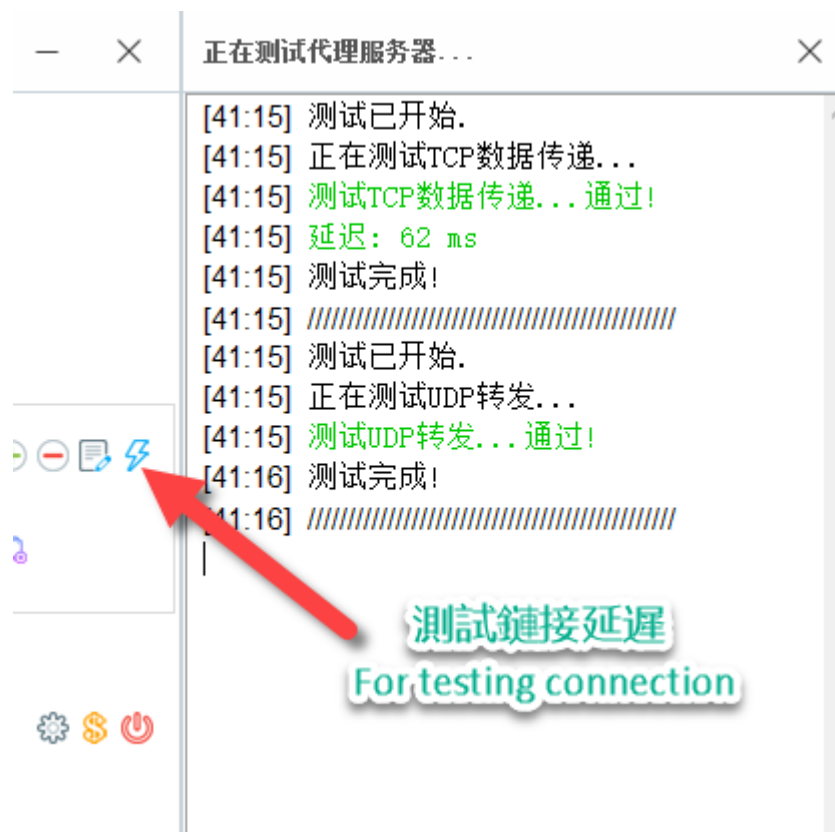 正在测试代理服务器...
[41:15] 测试已开始.
[41:15] 正在测试TCP数据传递...
[41:15] 测试TCP数据传递...通过!
[41:15] 延迟: 62 ms
[41:15] 测试完成!
[41:15] //////////////////////////////////////////////
[41:15] 测试已开始.
[41:15] 正在测试UDP转发...
[41:15] 测试UDP转发...通过!
[41:16] 测试完成!
[41:16] //////////////////////////////////////////////
測試鏈接延遲
For testing connection